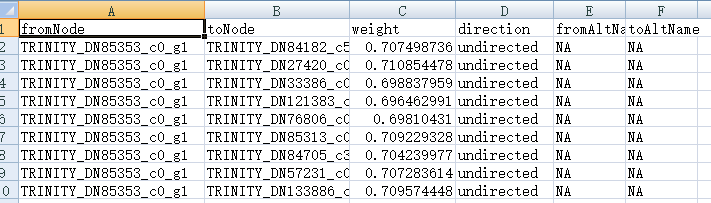 A B C D E F
1 fromNode toNode weight direction fromAltNa toAltName
2 TRINITY_DN85353_c0_g1 TRINITY_DN84182_c5 0.707498736 undirected NA NA
3 TRINITY_DN85353_c0_g1 TRINITY_DN27420_c0 0.710854478 undirected NA NA
4 TRINITY_DN85353_c0_g1 TRINITY_DN33386_c0 0.698837959 undirected NA NA
5 TRINITY_DN85353_c0_g1 TRINITY_DN121383_c 0.696462991 undirected NA NA
6 TRINITY_DN85353_c0_g1 TRINITY_DN76806_c0 0.69810431 undirected NA NA
7 TRINITY_DN85353_c0_g1 TRINITY_DN85313_c0 0.709229328 undirected NA NA
8 TRINITY_DN85353_c0_g1 TRINITY_DN84705_c3 0.704239977 undirected NA NA
9 TRINITY_DN85353_c0_g1 TRINITY_DN57231_c0 0.707283614 undirected NA NA
0 TRINITY_DN85353_c0_g1 TRINITY_DN133886_c 0.709574448 undirected NA NA